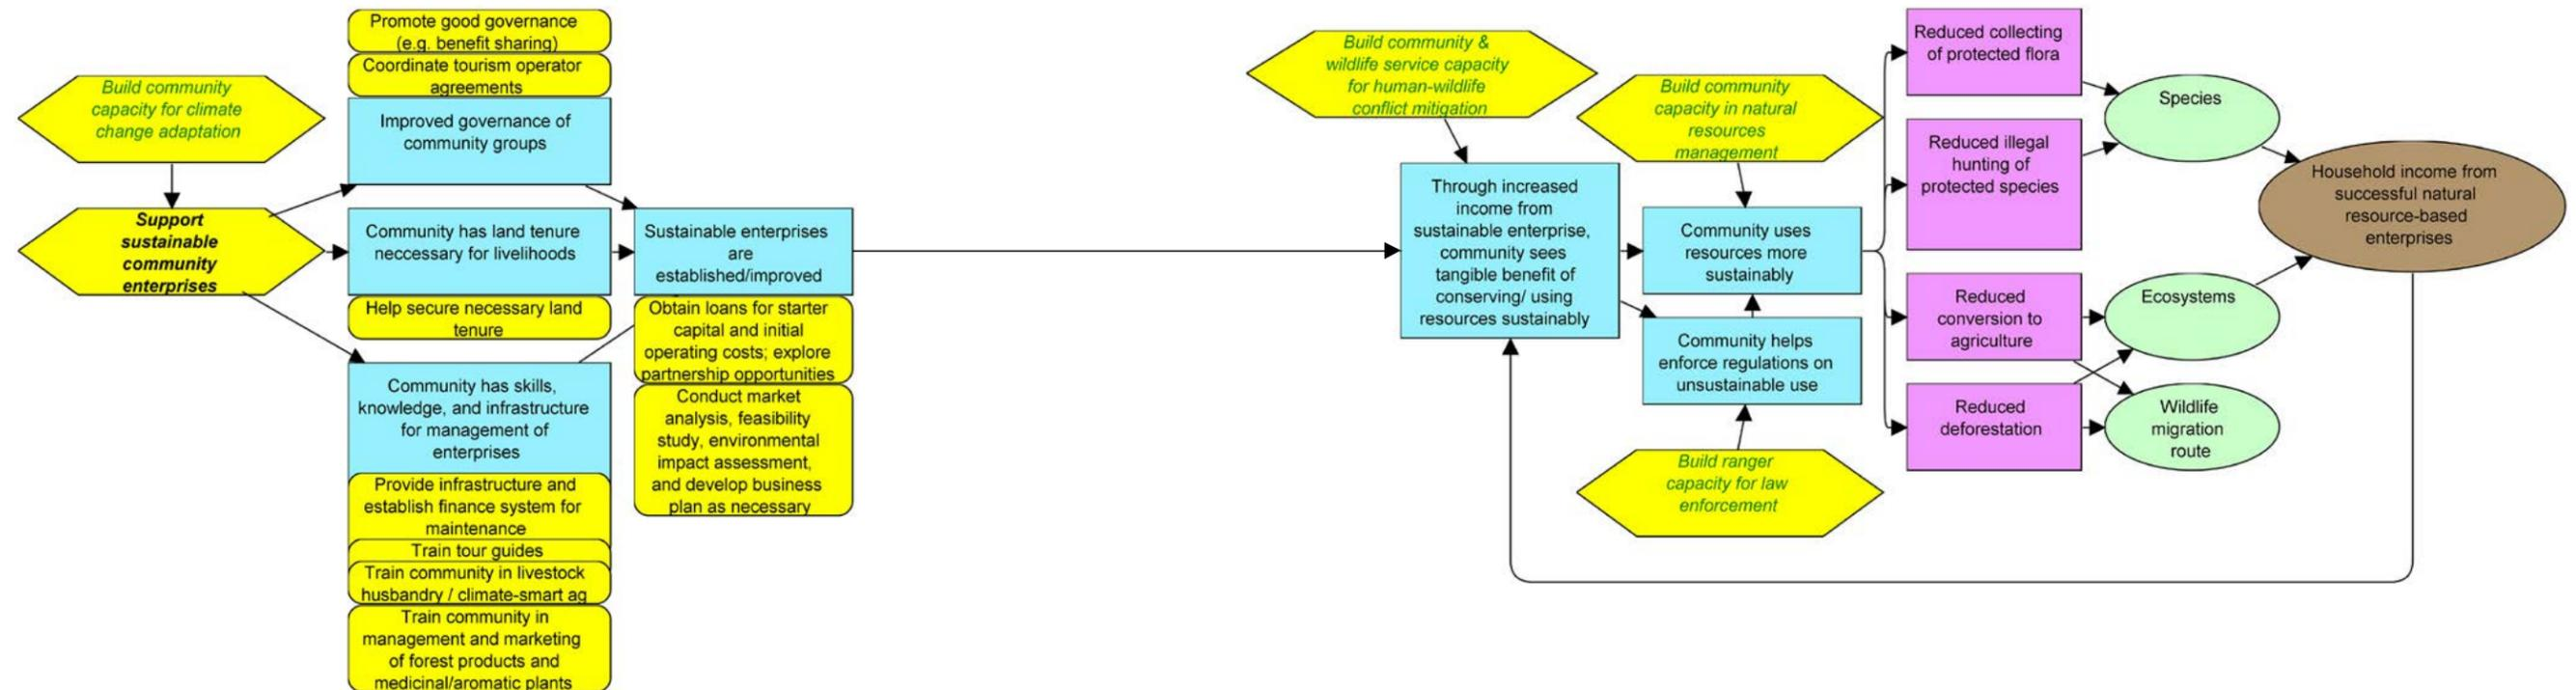 Promote good governance
(e.g. benefit sharing)
Coordinate tourism operator
agreements
Build community
capacity for climate
change adaptation
Improved governance of
community groups
Support
sustainable
community
enterprises
Community has land tenure
neccessary for livelihoods
Help secure necessary land
tenure
Sustainable enterprises
are
established/improved
Obtain loans for starter
capital and initial
operating costs; explore
partnership opportunities
Conduct market
analysis, feasibility
study, environmental
impact assessment,
and develop business
plan as necessary
Community has skills,
knowledge, and infrastructure
for management of
enterprises
Provide infrastructure and
establish finance system for
maintenance
Train tour guides
Train community in livestock
husbandry / climate-smart ag
Train community in
management and marketing
of forest products and
medicinal/aromatic plants
Build community &
wildlife service capacity
for human-wildlife
conflict mitigation
Build community
capacity in natural
resources
management
Through increased
income from
sustainable enterprise,
community sees
tangible benefit of
conserving/ using
resources sustainably
Community uses
resources more
sustainably
Community helps
enforce regulations on
unsustainable use
Build ranger
capacity for law
enforcement
Reduced collecting
of protected flora
Reduced illegal
hunting of
protected species
Reduced
conversion to
agriculture
Reduced
deforestation
Species
Ecosystems
Wildlife
migration
route
Household income from
successful natural
resource-based
enterprises